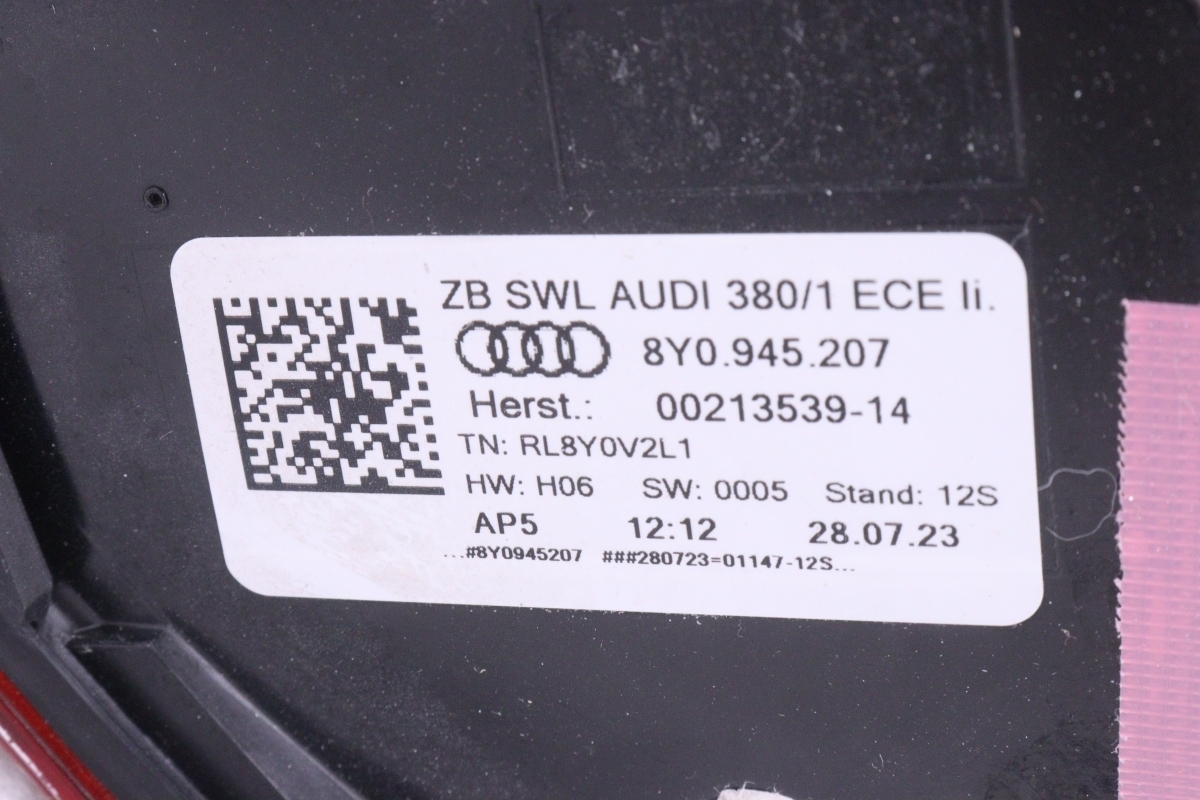 ZB SWL AUDI 380/1 ECE li.
8Y0.945.207
Herst.: 00213539-14
TN: RL8Y0V2L1
HW: H06 SW: 0005 Stand: 12S
AP5 12:12 28.07.23
...#8Y0945207 ###280723=01147-12S...